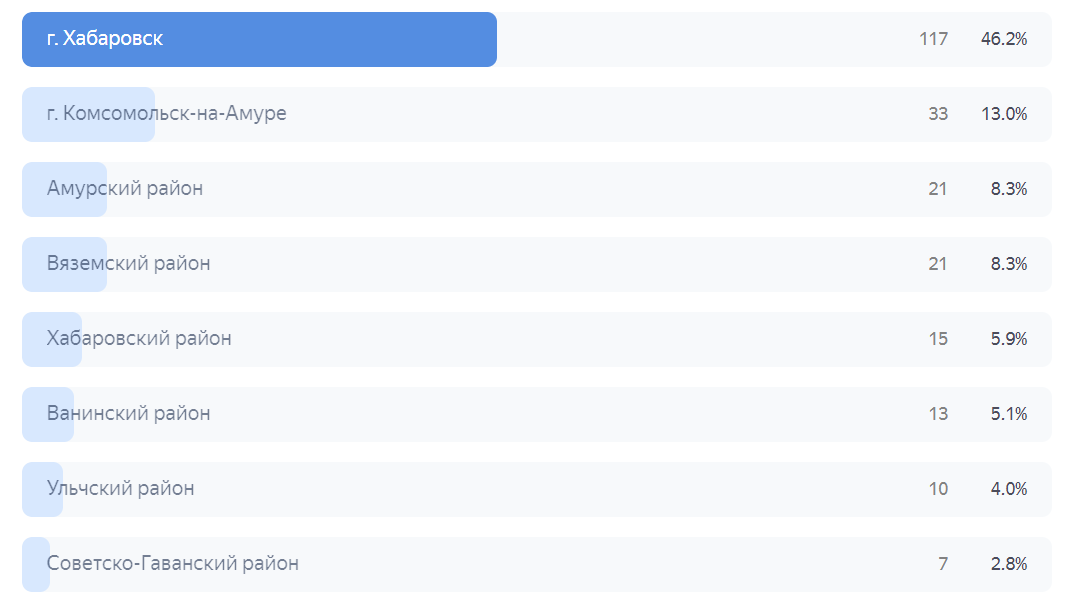 г. Хабаровск 117 46.2%
г. Комсомольск-на-Амуре 33 13.0%
Амурский район 21 8.3%
Вяземский район 21 8.3%
Хабаровский район 15 5.9%
Ванинский район 13 5.1%
Ульчский район 10 4.0%
Советско-Гаванский район 7 2.8%